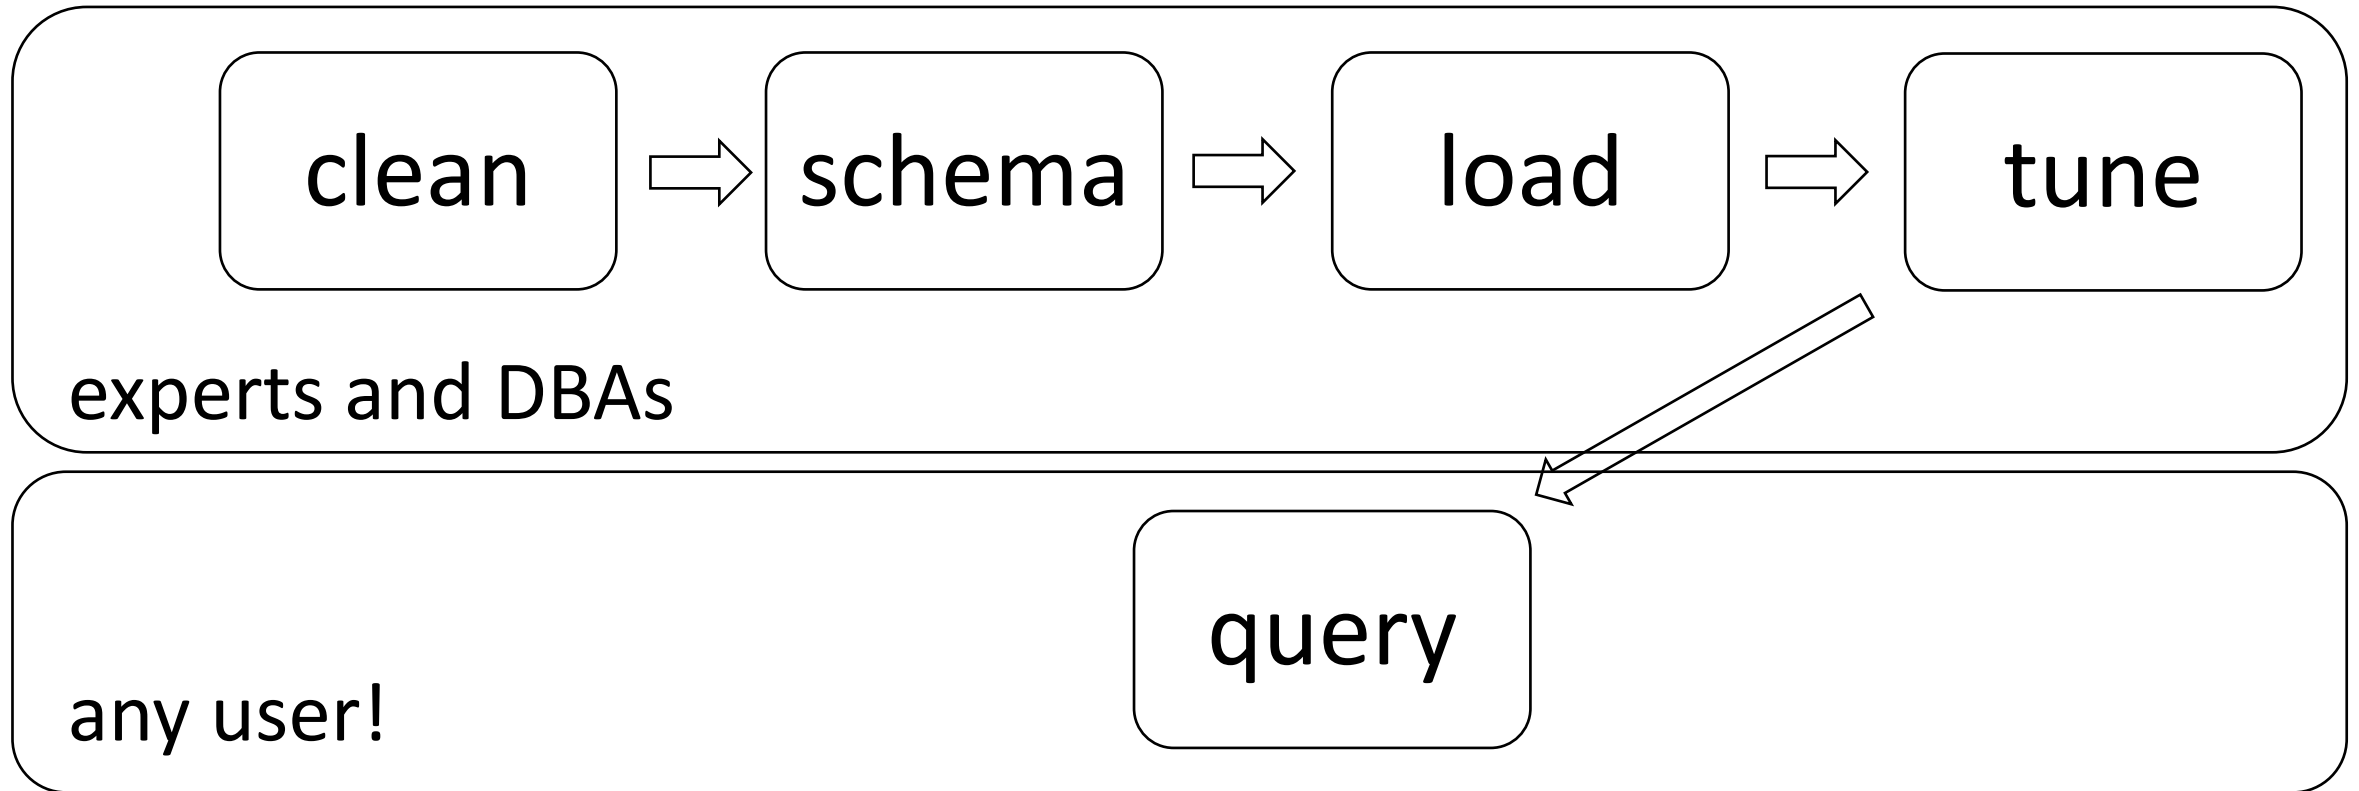 clean
schema
load
tune
experts and DBAs
query
any user!